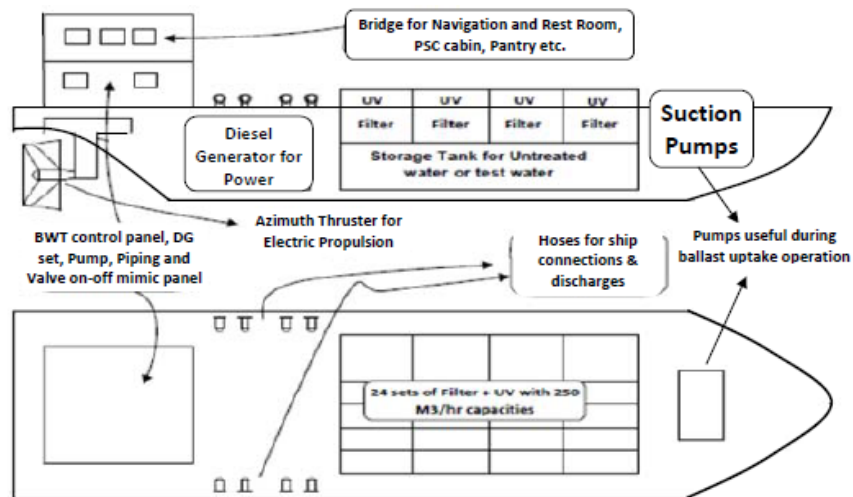 Bridge for Navigation and Rest Room,
PSC cabin, Pantry etc.
UV UV UV UV
Filter Filter Filter Filter
Suction
Pumps
Diesel
Generator for
Power
Storage Tank for Untreated
water or test water
Azimuth Thruster for
Electric Propulsion
BWT control panel, DG
set, Pump, Piping and
Valve on-off mimic panel
Hoses for ship
connections &
discharges
Pumps useful during
ballast uptake operation
24 sets of Filter + UV with 250
M3/hr capacities